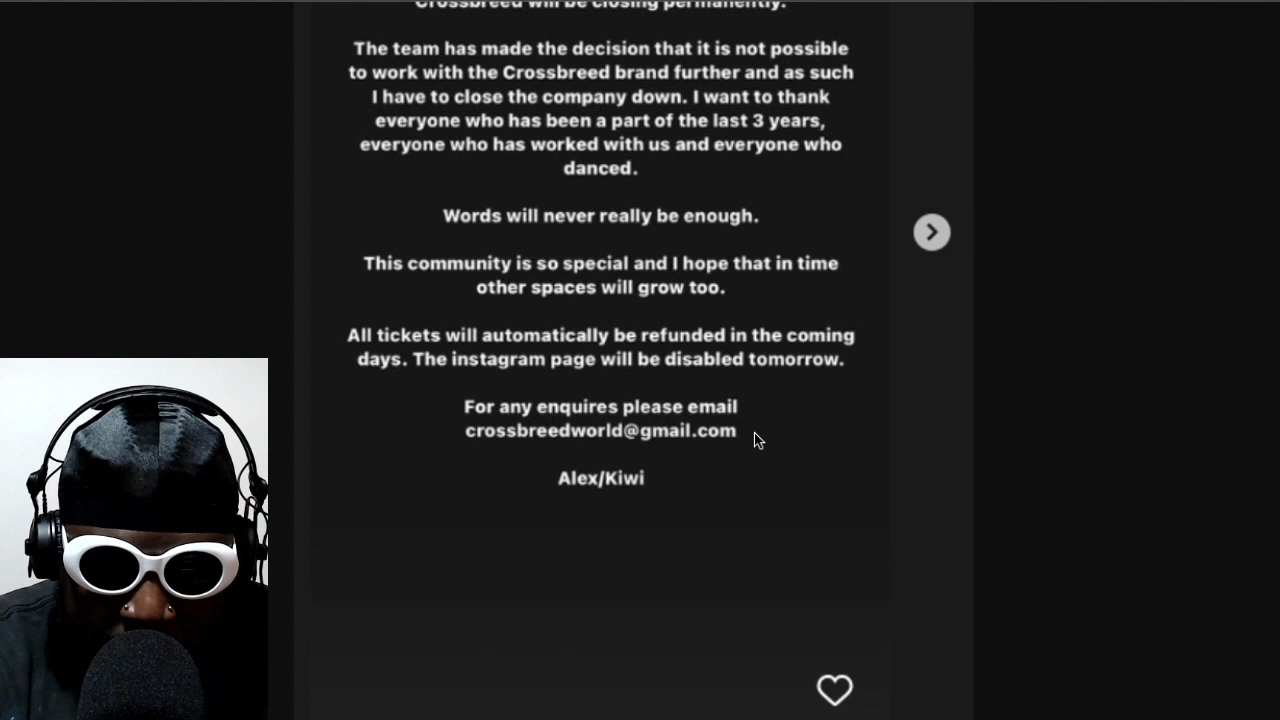 Crossbreed will be closing permanently.
The team has made the decision that it is not possible
to work with the Crossbreed brand further and as such
I have to close the company down. I want to thank
everyone who has been a part of the last 3 years,
everyone who has worked with us and everyone who
danced.
Words will never really be enough.
This community is so special and I hope that in time
other spaces will grow too.
All tickets will automatically be refunded in the coming
days. The instagram page will be disabled tomorrow.
For any enquires please email
crossbreedworld@gmail.com
Alex/Kiwi